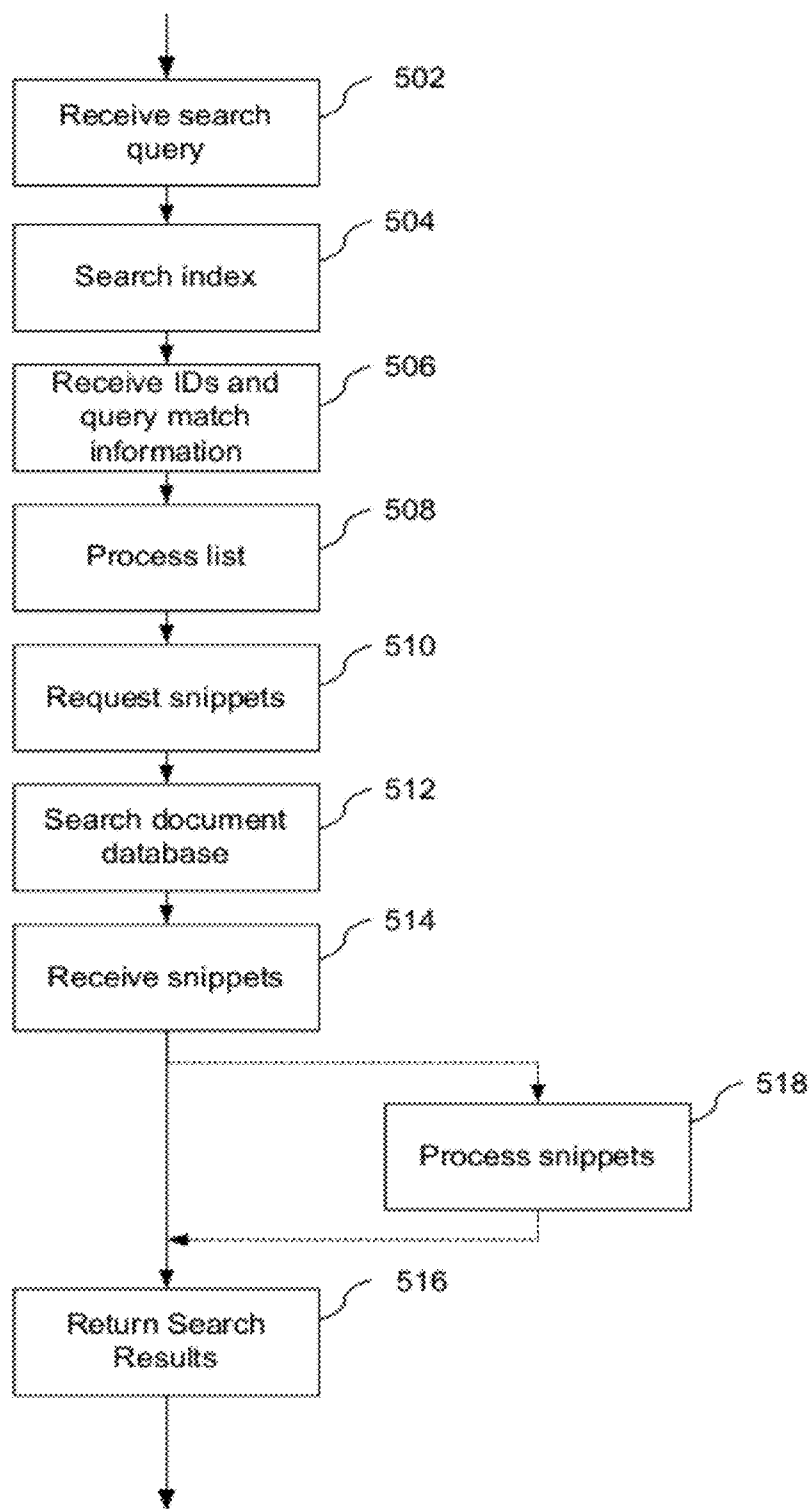 502
Receive search
query
504
Search index
506
Receive IDs and
query match
information
508
Process list
510
Request snippets
512
Search document
database
514
Receive snippets
518
Process snippets
516
Return Search
Results